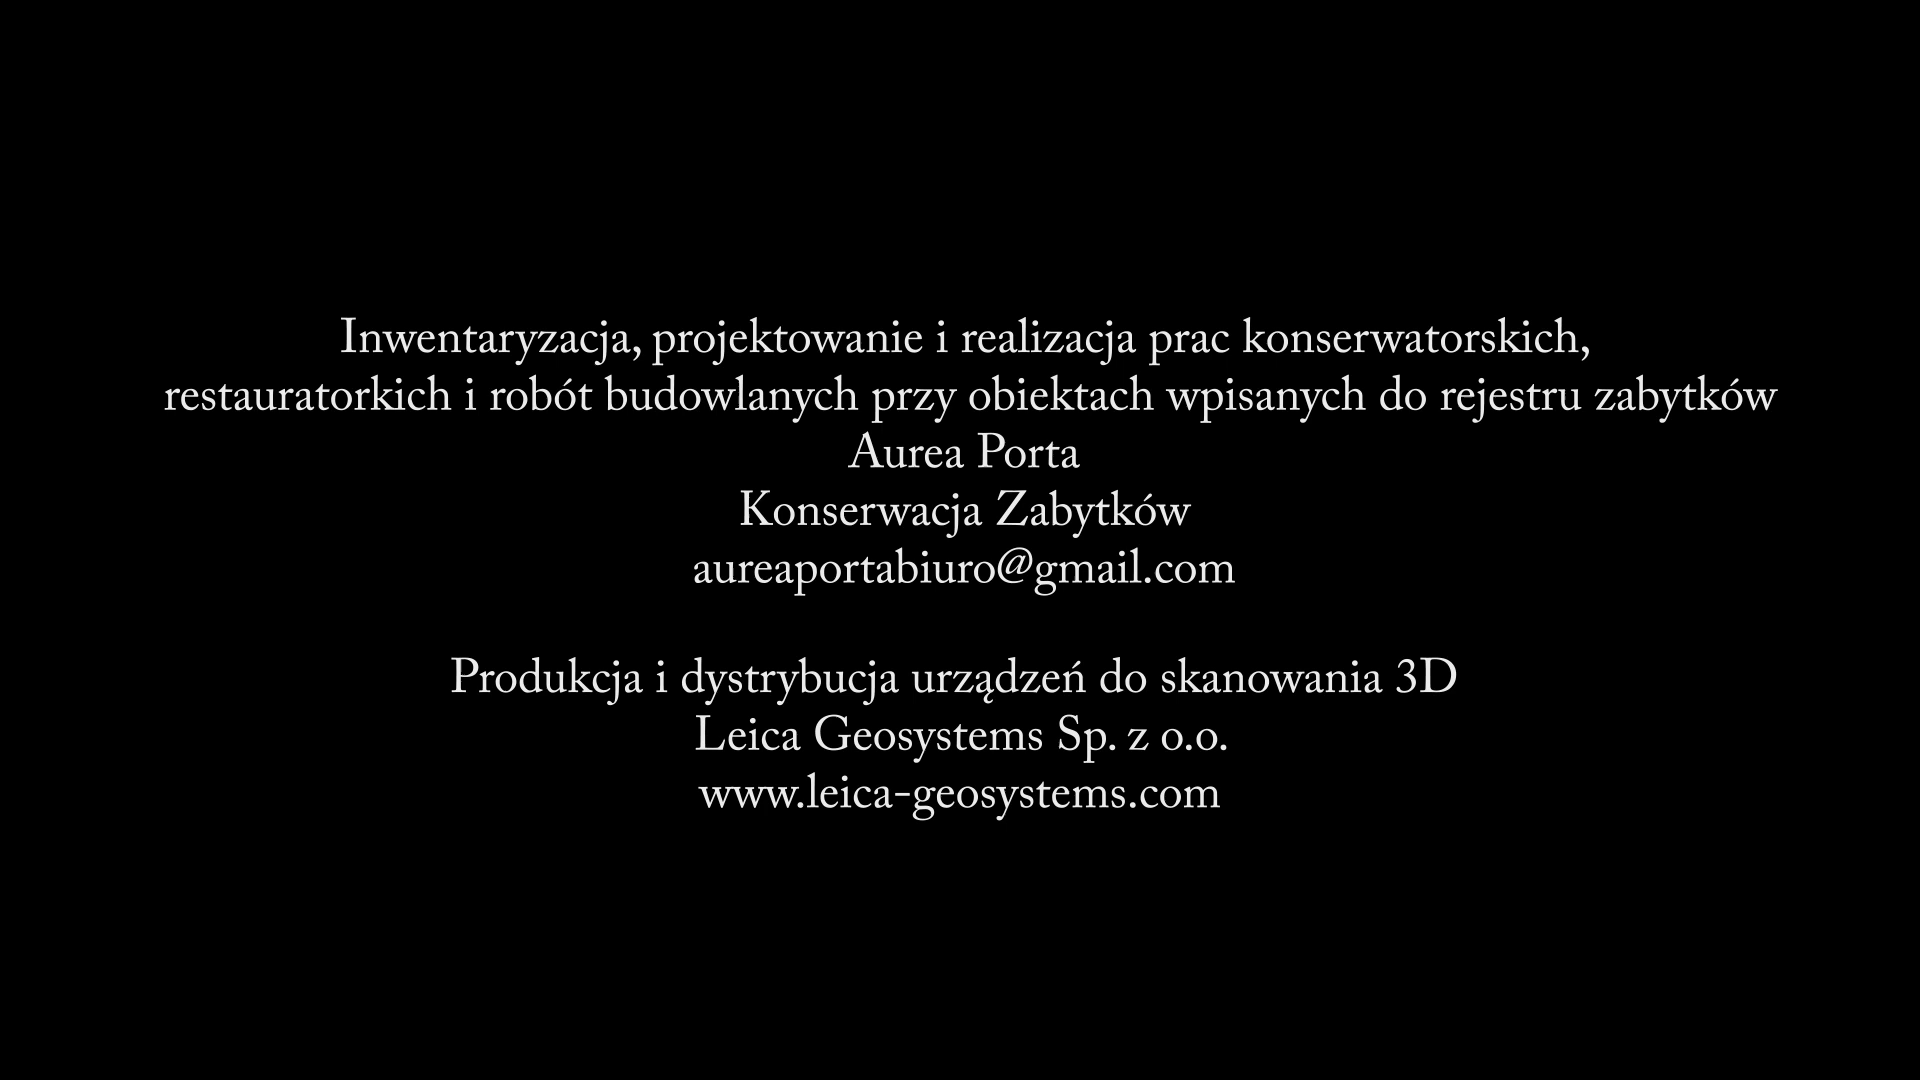 Inwentaryzacja, projektowanie i realizacja prac konserwatorskich,
restauratorkich i robót budowlanych przy obiektach wpisanych do rejestru zabytków
Aurea Porta
Konserwacja Zabytków
aureaportabiuro@gmail.com
Produkcja i dystrybucja urządzeń do skanowania 3D
Leica Geosystems Sp. z o.o.
www.leica-geosystems.com